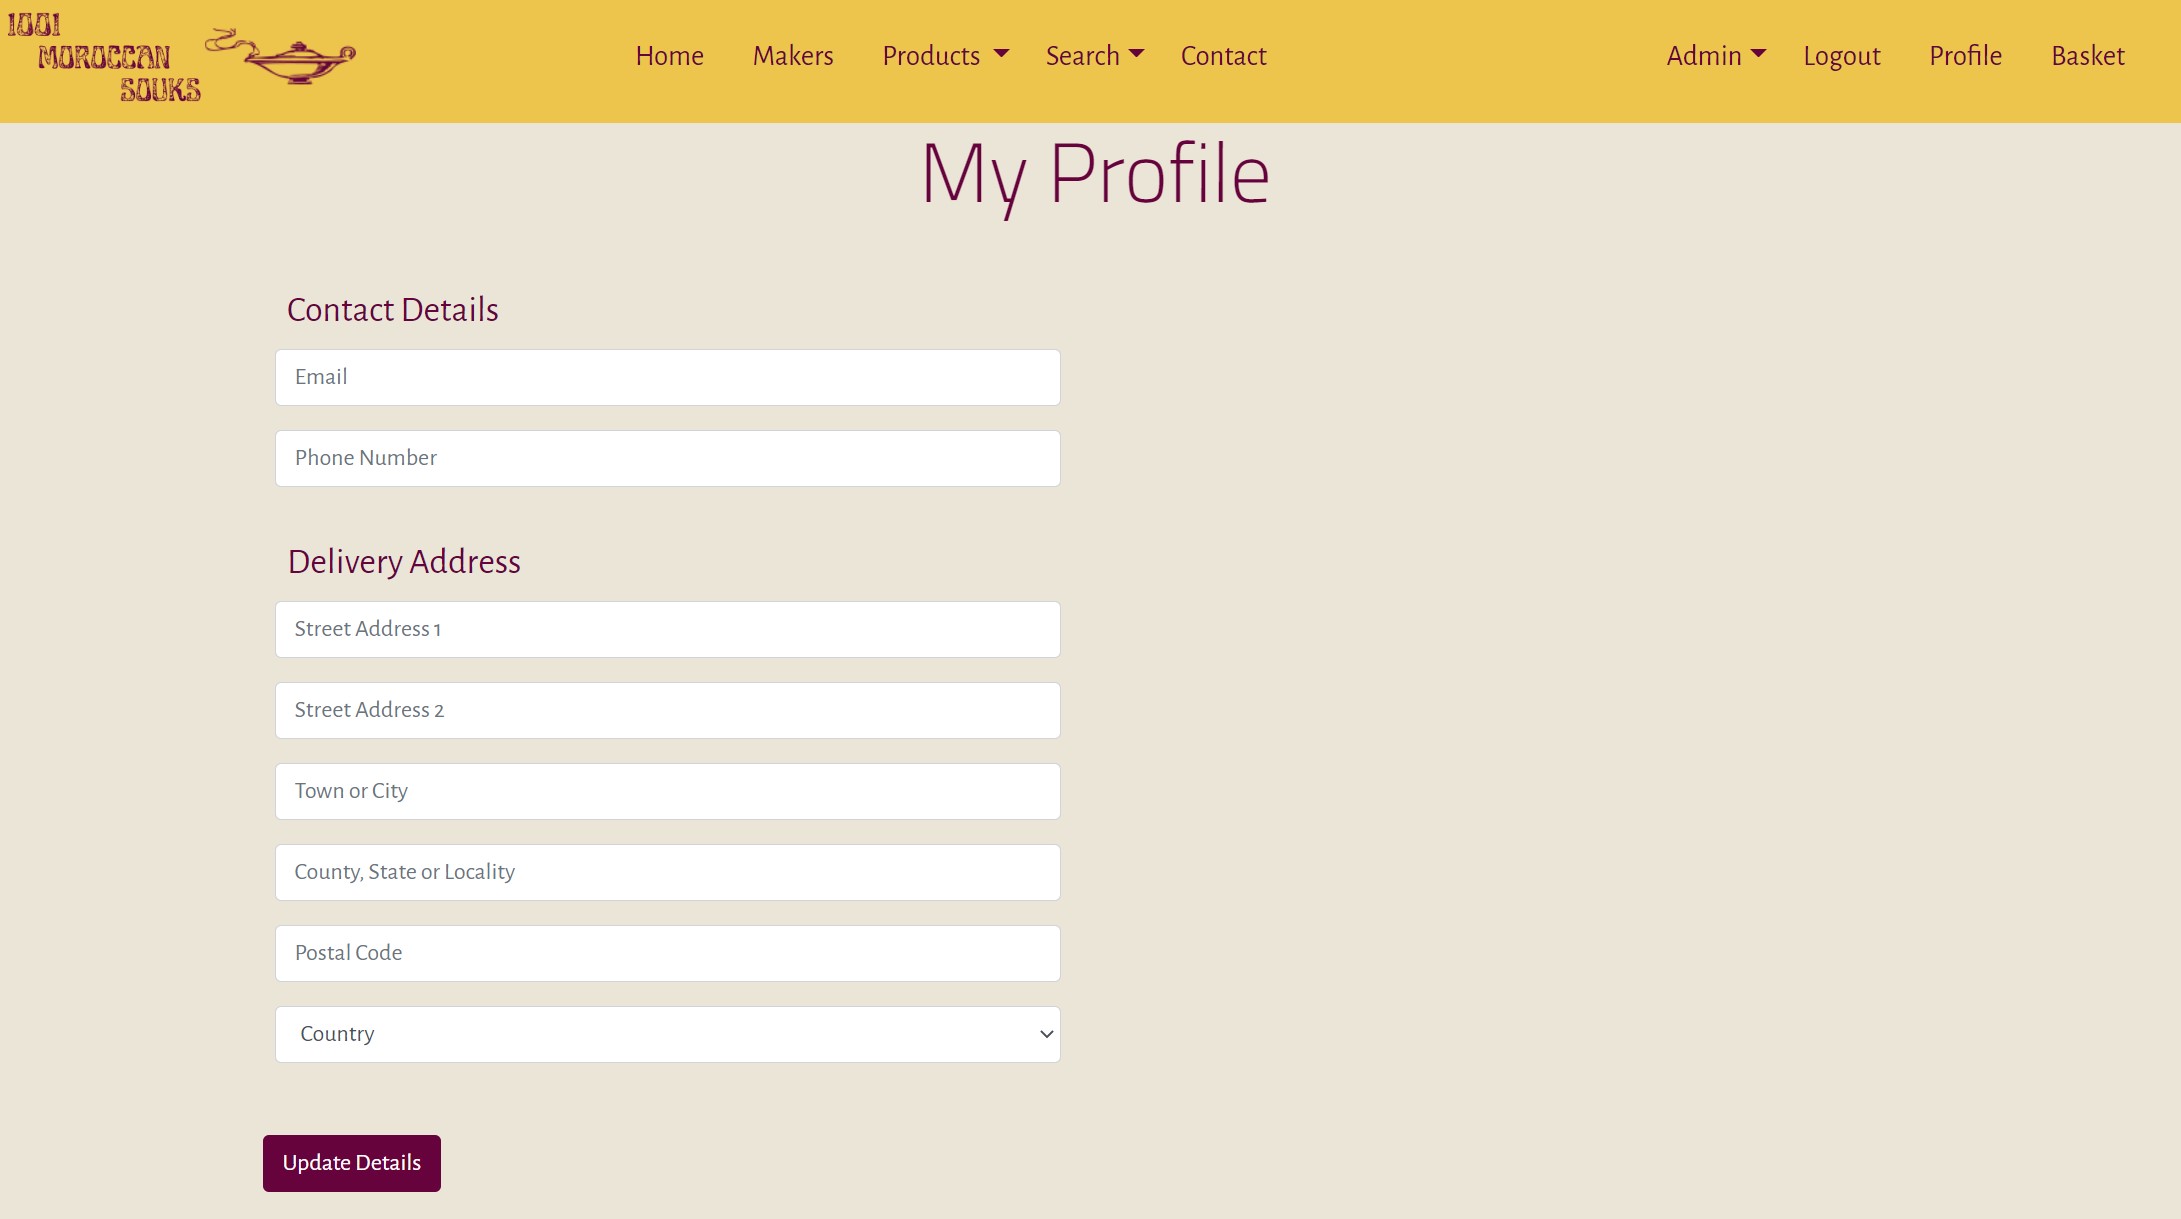 1001
MOROCCAN
SOUKS
Home Makers Products Search Contact Admin Logout Profile Basket
My Profile
Contact Details
Email
Phone Number
Delivery Address
Street Address 1
Street Address 2
Town or City
County, State or Locality
Postal Code
Country
Update Details